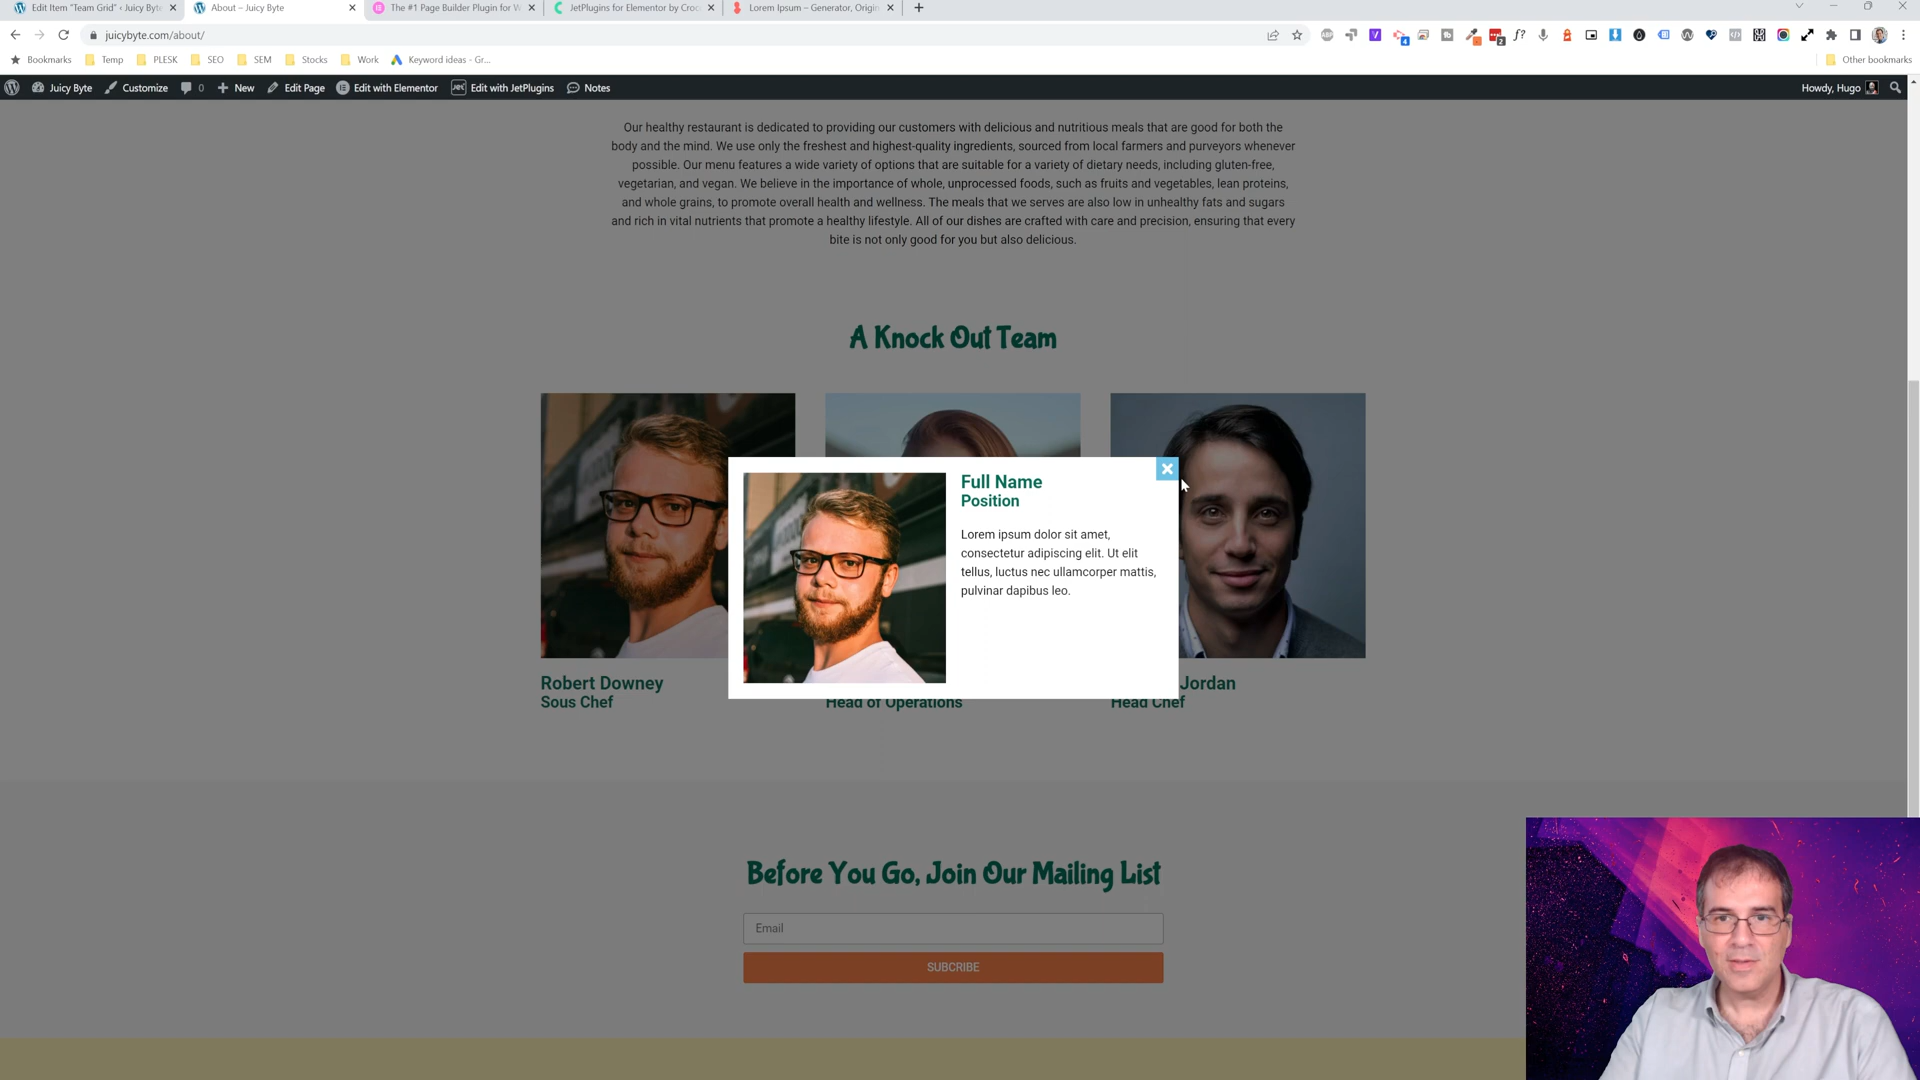 Edit Item "Team Grid" ‹ Juicy Byte
About – Juicy Byte
The #1 Page Builder Plugin for W
JetPlugins for Elementor by Croc
Lorem Ipsum – Generator, Origin
juicybyte.com/about/
Bookmarks
Temp
PLESK
SEO
SEM
Stocks
Work
Keyword ideas - Gr...
Other bookmarks
Juicy Byte
Customize
0
New
Edit Page
Edit with Elementor
Edit with JetPlugins
Notes
Howdy, Hugo
Our healthy restaurant is dedicated to providing our customers with delicious and nutritious meals that are good for both the
body and the mind. We use only the freshest and highest-quality ingredients, sourced from local farmers and purveyors whenever
possible. Our menu features a wide variety of options that are suitable for a variety of dietary needs, including gluten-free,
vegetarian, and vegan. We believe in the importance of whole, unprocessed foods, such as fruits and vegetables, lean proteins,
and whole grains, to promote overall health and wellness. The meals that we serves are also low in unhealthy fats and sugars
and rich in vital nutrients that promote a healthy lifestyle. All of our dishes are crafted with care and precision, ensuring that every
bite is not only good for you but also delicious.
A Knock Out Team
Full Name
Position
Lorem ipsum dolor sit amet,
consectetur adipiscing elit. Ut elit
tellus, luctus nec ullamcorper mattis,
pulvinar dapibus leo.
Robert Downey
Sous Chef
Head of Operations
Jordan
Head Chef
Before You Go, Join Our Mailing List
Email
SUBCRIBE